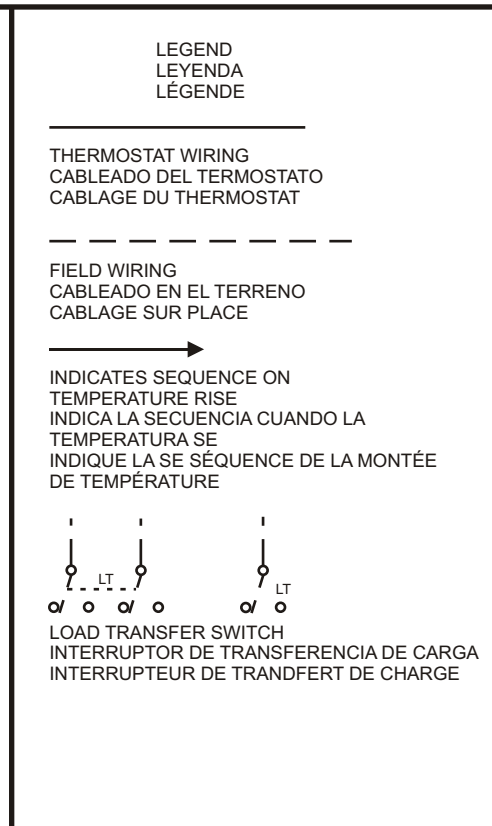 LEGEND
LEYENDA
LÉGENDE
THERMOSTAT WIRING
CABLEADO DEL TERMOSTATO
CABLAGE DU THERMOSTAT
FIELD WIRING
CABLEADO EN EL TERRENO
CABLAGE SUR PLACE
INDICATES SEQUENCE ON
TEMPERATURE RISE
INDICA LA SECUENCIA CUANDO LA
TEMPERATURA SE
INDIQUE LA SE SÉQUENCE DE LA MONTÉE
DE TEMPÉRATURE
LT
LT
LOAD TRANSFER SWITCH
INTERRUPTOR DE TRANSFERENCIA DE CARGA
INTERRUPTEUR DE TRANDFERT DE CHARGE